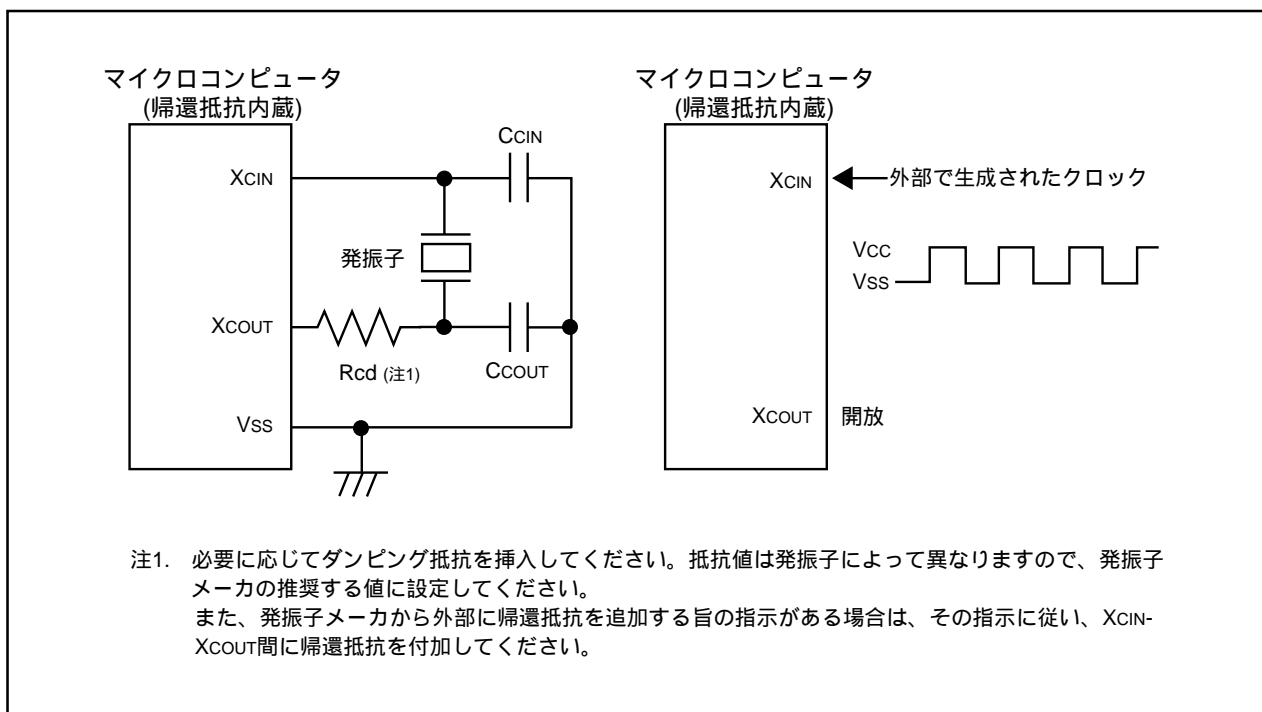 マイクロコンピュータ
(帰還抵抗内蔵)
XCIN
CCIN
発振子
XCOUT
Rcd (注1)
CCOUT
VSS
マイクロコンピュータ
(帰還抵抗内蔵)
XCIN
外部で生成されたクロック
VCC
VSS
XCOUT
開放
注1. 必要に応じてダンピング抵抗を挿入してください。抵抗値は発振子によって異なりますので、発振子
メーカの推奨する値に設定してください。
また、発振子メーカから外部に帰還抵抗を追加する旨の指示がある場合は、その指示に従い、XCIN-
XCOUT間に帰還抵抗を付加してください。